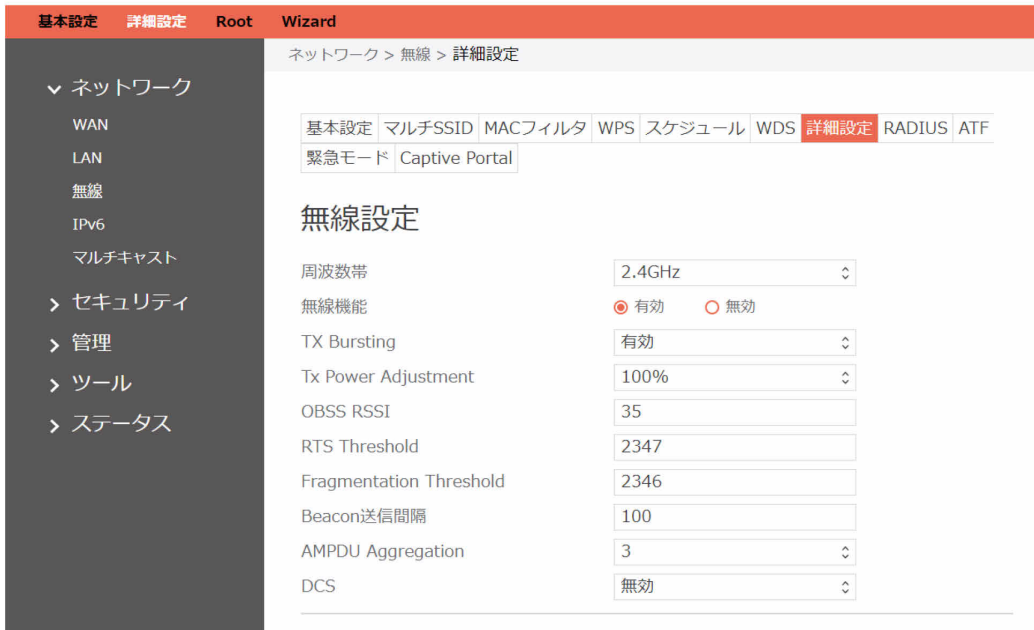 基本設定 詳細設定 Root Wizard
ネットワーク > 無線 > 詳細設定
ネットワーク
WAN
LAN
無線
IPv6
マルチキャスト
セキュリティ
管理
ツール
ステータス
基本設定 マルチSSID MACフィルタ WPS スケジュール WDS 詳細設定 RADIUS ATF
緊急モード Captive Portal
無線設定
周波数帯 2.4GHz
無線機能 有効 無効
TX Bursting 有効
Tx Power Adjustment 100%
OBSS RSSI 35
RTS Threshold 2347
Fragmentation Threshold 2346
Beacon送信間隔 100
AMPDU Aggregation 3
DCS 無効